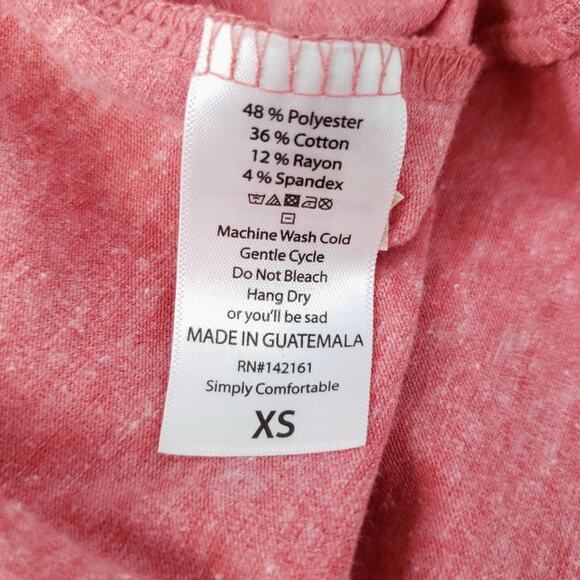 48 % Polyester
36 % Cotton
12 % Rayon
4 % Spandex
Machine Wash Cold
Gentle Cycle
Do Not Bleach
Hang Dry
or you'll be sad
MADE IN GUATEMALA
RN#142161
Simply Comfortable
XS